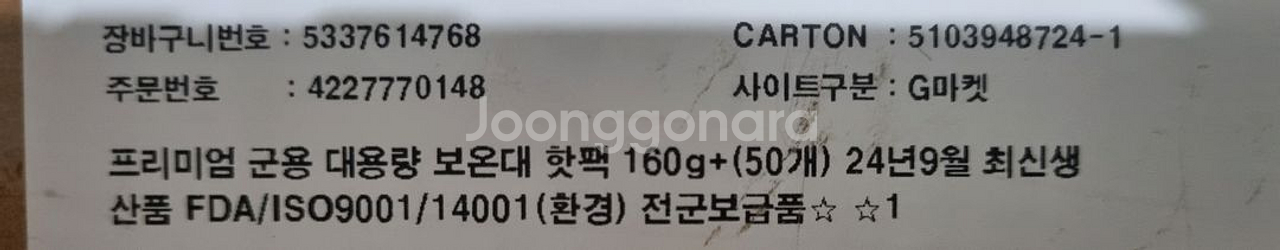 장바구니번호 : 5337614768 CARTON : 5103948724-1
주문번호 : 4227770148 사이트구분 : G마켓
Joonggonara
프리미엄 군용 대용량 보온대 핫팩 160g+(50개) 24년9월 최신생
산품 FDA/ISO9001/14001(환경) 전군보급품☆ ☆1